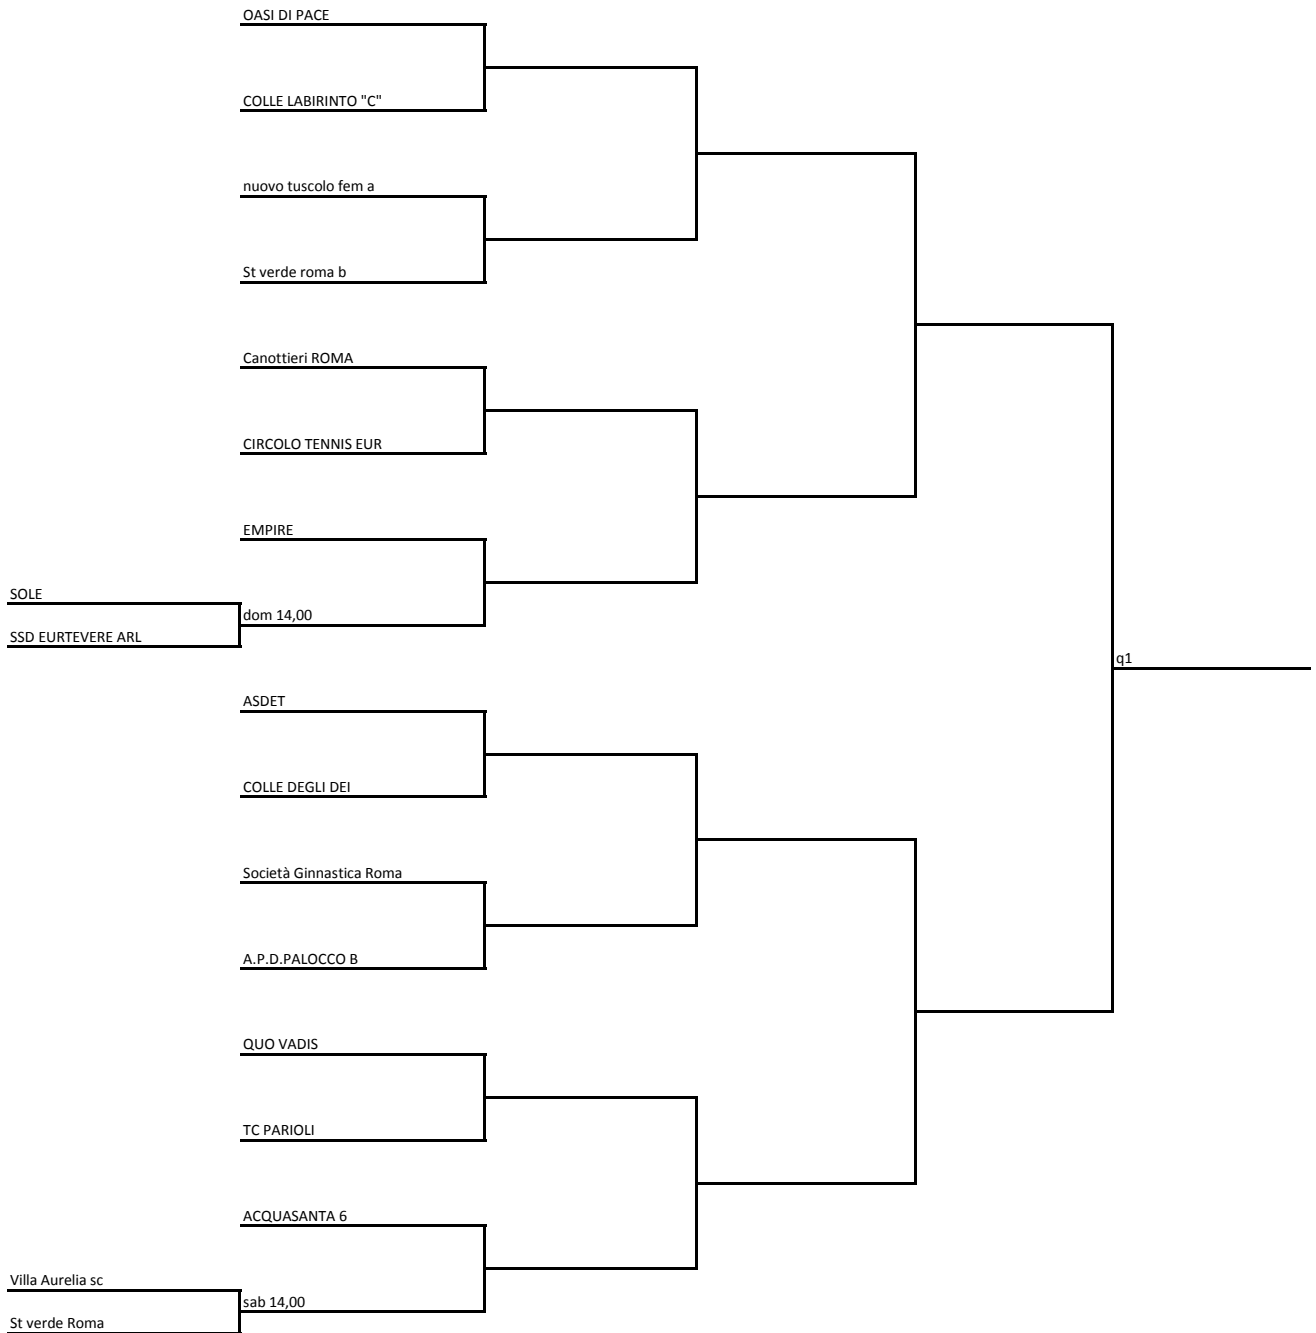 OASI DI PACE
COLLE LABIRINTO "C"
nuovo tuscolo fem a
St verde roma b
Canottieri ROMA
CIRCOLO TENNIS EUR
EMPIRE
SOLE
dom 14,00
SSD EURTEVERE ARL
q1
ASDET
COLLE DEGLI DEI
Società Ginnastica Roma
A.P.D.PALOCCO B
QUO VADIS
TC PARIOLI
ACQUASANTA 6
Villa Aurelia sc
sab 14,00
St verde Roma